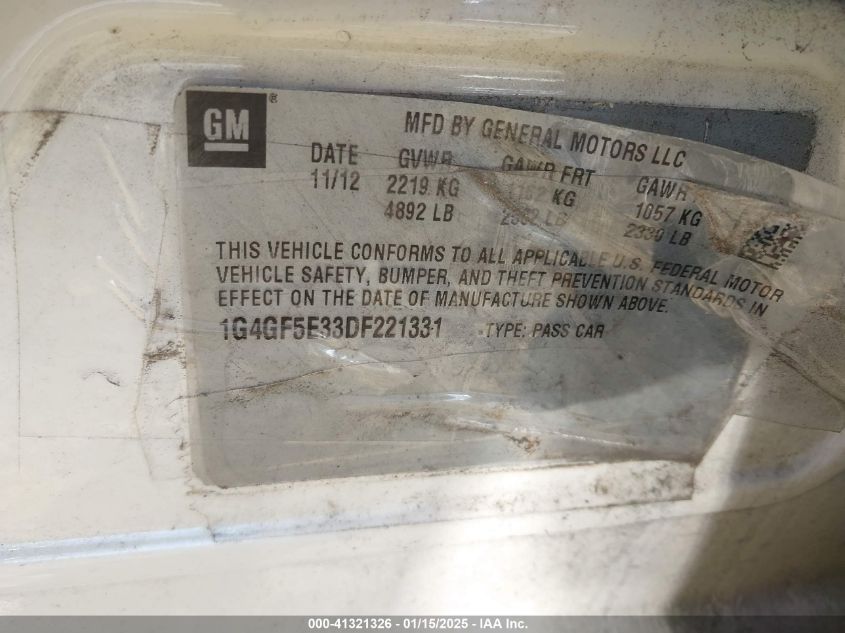 GM ®
MFD BY GENERAL MOTORS LLC
DATE GVWR GAWR FRT GAWR
11/12 2219 KG KG 1057 KG
4892 LB LB 2330 LB
THIS VEHICLE CONFORMS TO ALL APPLICABLE U.S. FEDERAL MOTOR
VEHICLE SAFETY, BUMPER, AND THEFT PREVENTION STANDARDS IN
EFFECT ON THE DATE OF MANUFACTURE SHOWN ABOVE.
1G4GF5E33DF221331 TYPE: PASS CAR
000-41321326 - 01/15/2025 - IAA Inc.